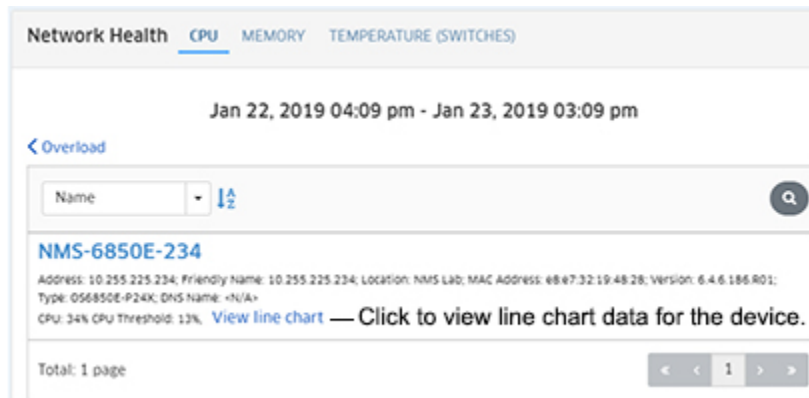 Network Health CPU MEMORY TEMPERATURE (SWITCHES)
Jan 22, 2019 04:09 pm - Jan 23, 2019 03:09 pm
Overload
Name
NMS-6850E-234
Address: 10.255.225.234; Friendly Name: 10.255.225.234; Location: NMS Lab; MAC Address: e8:e7:32:19:48:28; Version: 6.4.6.186.R01;
Type: OS6850E-P24X; DNS Name: <N/A>
CPU: 34% CPU Threshold: 13%, View line chart — Click to view line chart data for the device.
Total: 1 page
« ‹ 1 › »